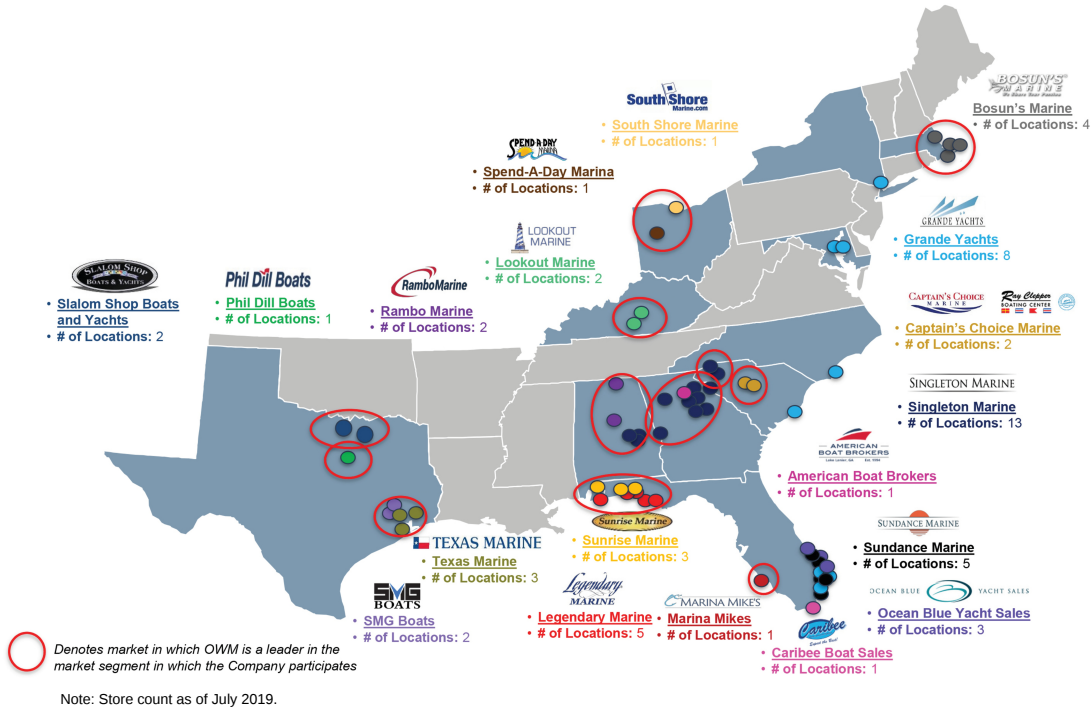 South Shore
Marine.com
• South Shore Marine
• # of Locations: 1
BOSUN'S
MARINE
We Share Your Passion
Bosun's Marine
• # of Locations: 4
SPEND-A-DAY
MARINA
• Spend-A-Day Marina
• # of Locations: 1
GRANDE YACHTS
• Grande Yachts
• # of Locations: 8
LOOKOUT
MARINE
• Lookout Marine
• # of Locations: 2
SLALOM SHOP
BOATS & YACHTS
• Slalom Shop Boats
and Yachts
• # of Locations: 2
Phil Dill Boats
• Phil Dill Boats
• # of Locations: 1
RamboMarine
• Rambo Marine
• # of Locations: 2
CAPTAIN'S CHOICE
MARINE
Ray Clepper
BOATING CENTER
• Captain's Choice Marine
• # of Locations: 2
SINGLETON MARINE
• Singleton Marine
• # of Locations: 13
AMERICAN
BOAT BROKERS
• American Boat Brokers
• # of Locations: 1
Sunrise Marine
• Sunrise Marine
• # of Locations: 3
SUNDANCE MARINE
• Sundance Marine
• # of Locations: 5
TEXAS MARINE
• Texas Marine
• # of Locations: 3
SMG
BOATS
• SMG Boats
• # of Locations: 2
Legendary
MARINE
• Legendary Marine
• # of Locations: 5
MARINA MIKE'S
• Marina Mikes
• # of Locations: 1
OCEAN BLUE YACHT SALES
• Ocean Blue Yacht Sales
• # of Locations: 3
Caribee
• Caribee Boat Sales
• # of Locations: 1
Denotes market in which OWM is a leader in the
market segment in which the Company participates
Note: Store count as of July 2019.